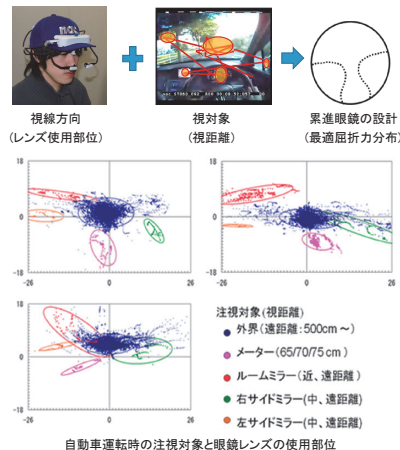 視線方向
(レンズ使用部位)
視対象
(視距離)
累進眼鏡の設計
(最適屈折力分布)
18
0
-18
-26
0
26
18
0
-18
-26
0
26
18
0
-18
-26
0
26
注視対象(視距離)
外界(遠距離:500cm～)
メーター(65/70/75cm)
ルームミラー(近、遠距離)
右サイドミラー(中、遠距離)
左サイドミラー(中、遠距離)
自動車運転時の注視対象と眼鏡レンズの使用部位